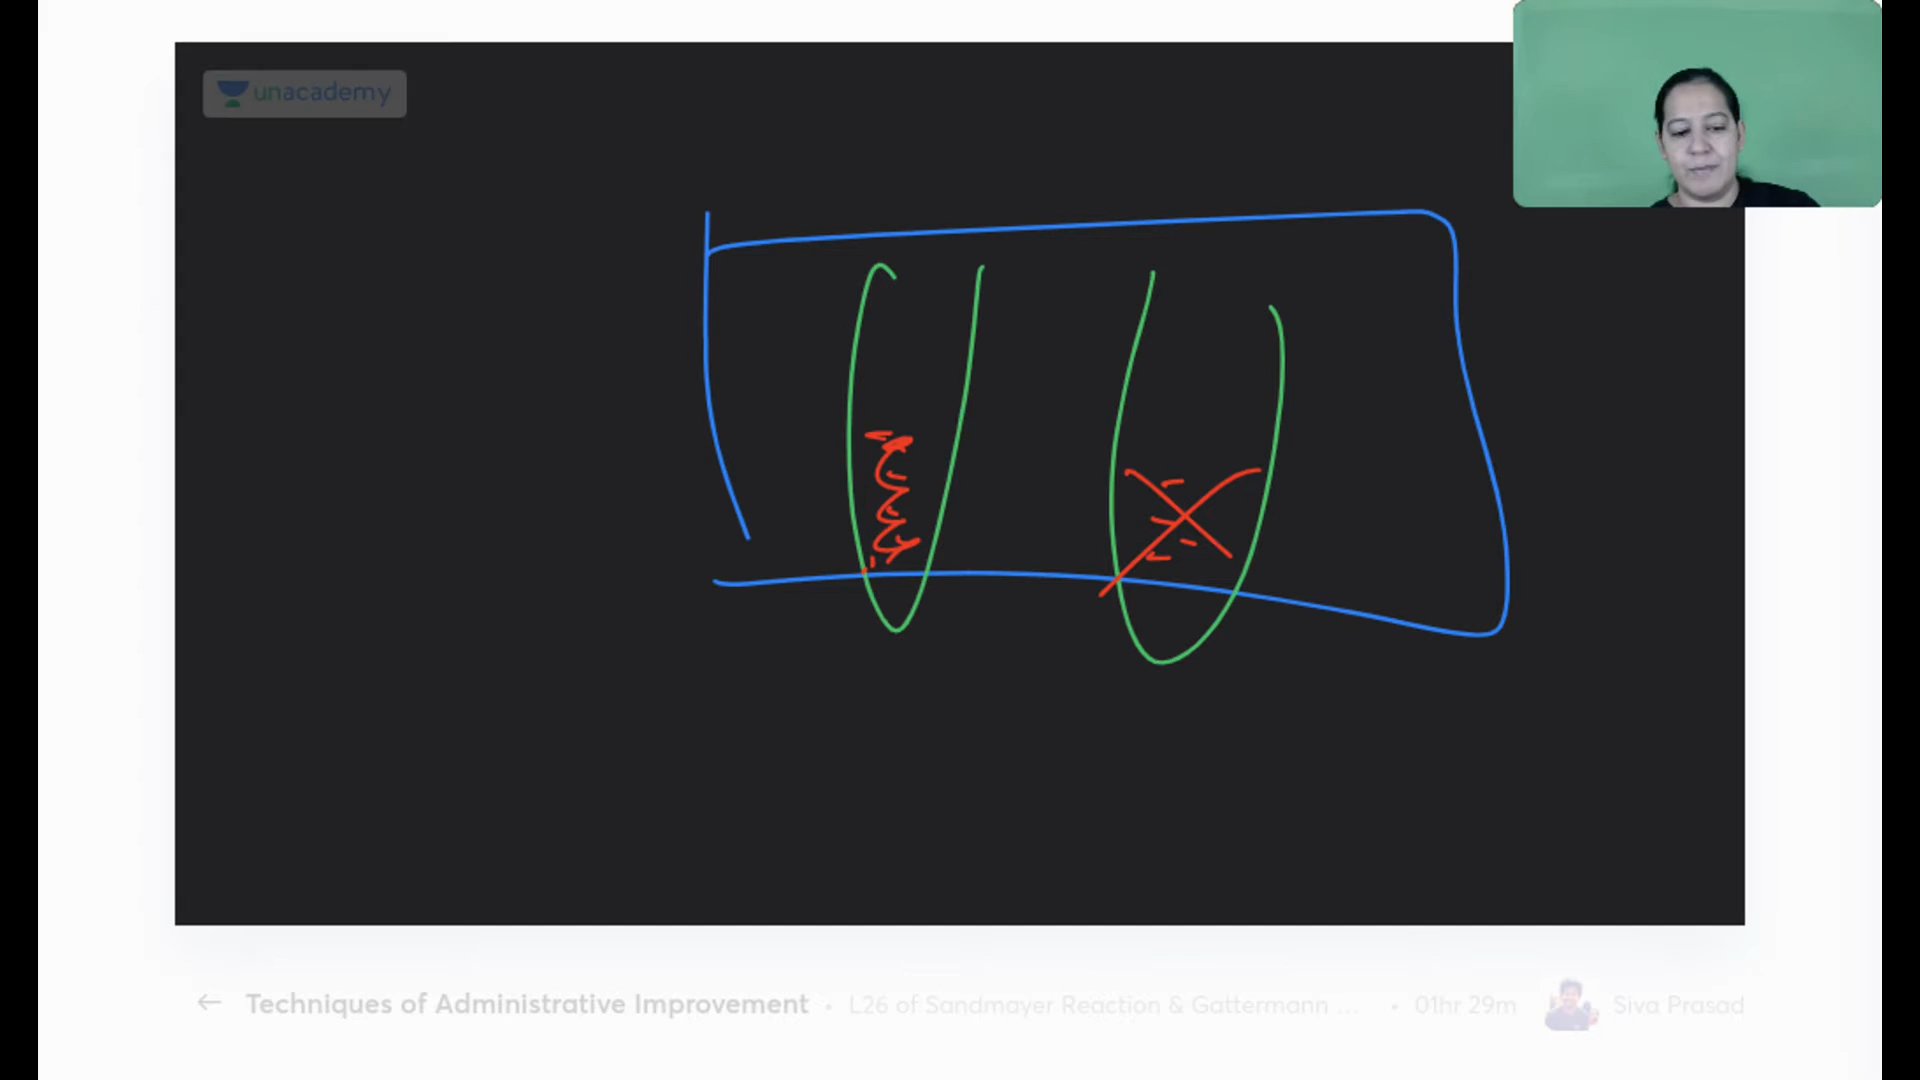 unacademy
← Techniques of Administrative Improvement • L26 of Sandmayer Reaction & Gattermann ... • 01hr 29m Siva Prasad